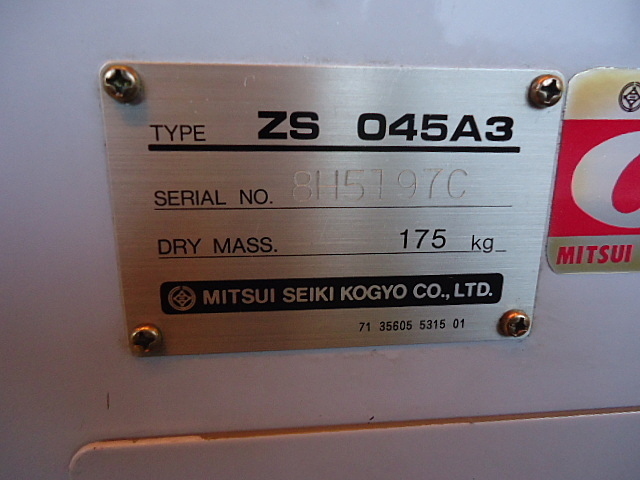 TYPE ZS 045A3
SERIAL NO. 8H5197C
DRY MASS. 175 kg
MITSUI SEIKI KOGYO CO., LTD.
71 35605 5315 01
MITSUI